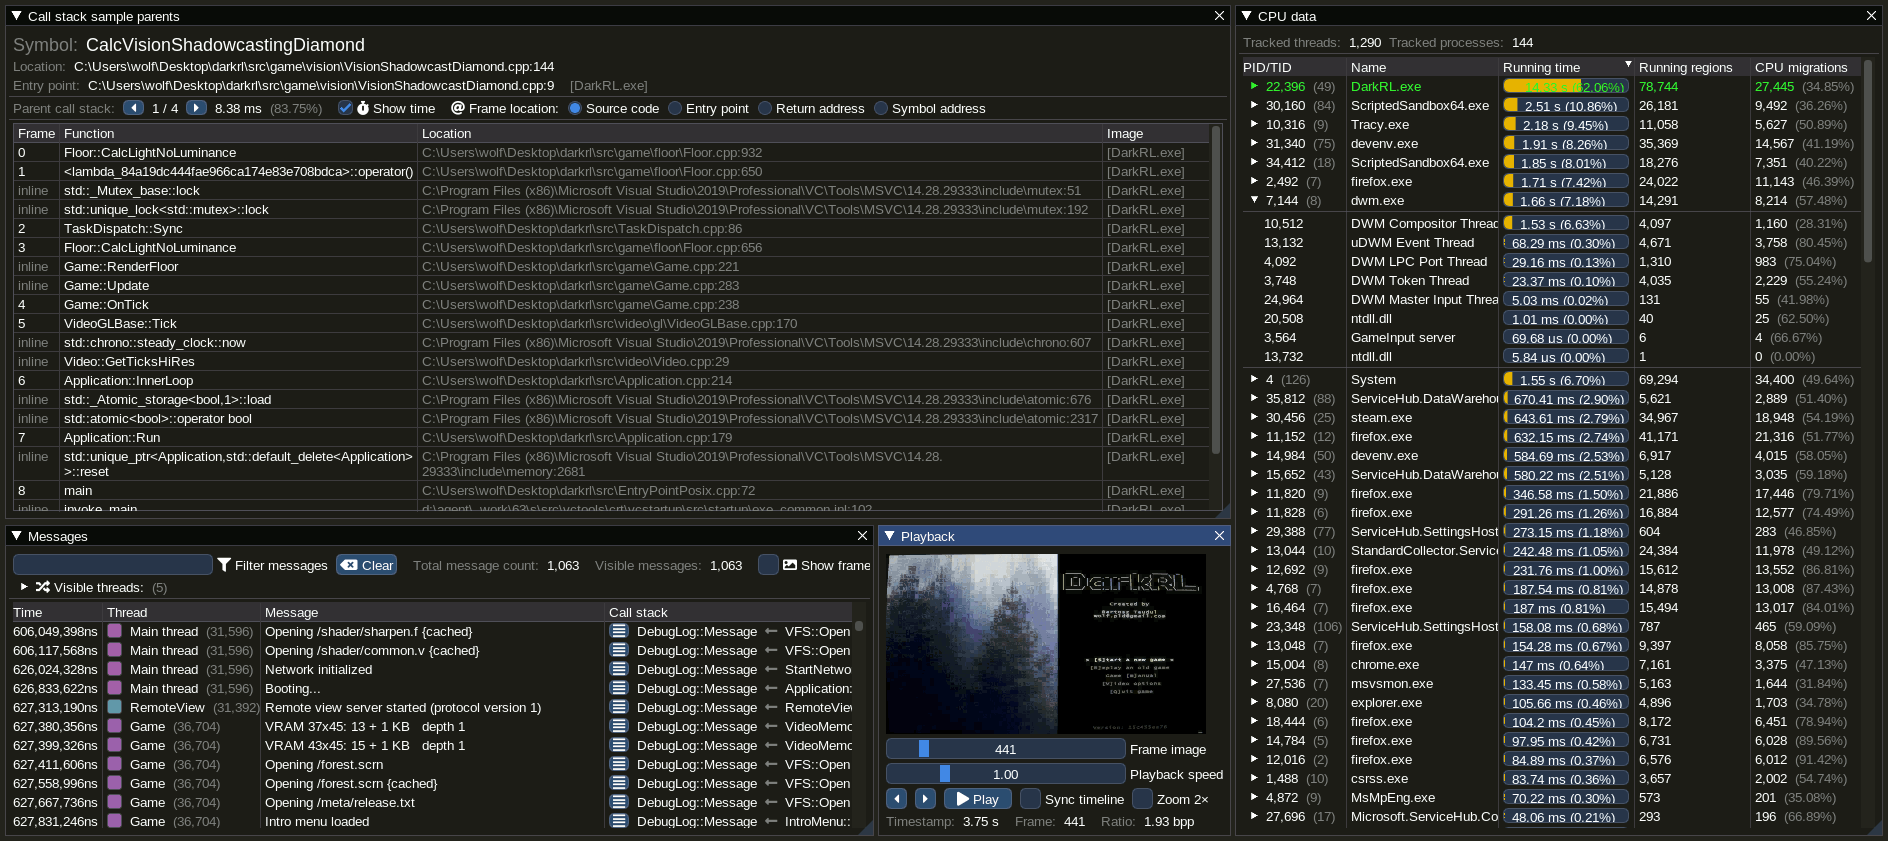 Call stack sample parents
Symbol: CalcVisionShadowcastingDiamond
Location: C:\Users\wolf\Desktop\darkrl\src\game\vision\VisionShadowcastDiamond.cpp:144
Entry point: C:\Users\wolf\Desktop\darkrl\src\game\vision\VisionShadowcastDiamond.cpp:9 [DarkRL.exe]
Parent call stack: 1 / 4 8.38 ms (83.75%) Show time Frame location: Source code Entry point Return address Symbol address
Frame Function Location Image
0 Floor::CalcLightNoLuminance C:\Users\wolf\Desktop\darkrl\src\game\floor\Floor.cpp:932 [DarkRL.exe]
1 <lambda_84a19dc444fae966ca174e83e708bdca>::operator() C:\Users\wolf\Desktop\darkrl\src\game\floor\Floor.cpp:650 [DarkRL.exe]
inline std::_Mutex_base::lock C:\Program Files (x86)\Microsoft Visual Studio\2019\Professional\VC\Tools\MSVC\14.28.29333\include\mutex:51 [DarkRL.exe]
inline std::unique_lock<std::mutex>::lock C:\Program Files (x86)\Microsoft Visual Studio\2019\Professional\VC\Tools\MSVC\14.28.29333\include\mutex:192 [DarkRL.exe]
2 TaskDispatch::Sync C:\Users\wolf\Desktop\darkrl\src\TaskDispatch.cpp:86 [DarkRL.exe]
3 Floor::CalcLightNoLuminance C:\Users\wolf\Desktop\darkrl\src\game\floor\Floor.cpp:656 [DarkRL.exe]
inline Game::RenderFloor C:\Users\wolf\Desktop\darkrl\src\game\Game.cpp:221 [DarkRL.exe]
inline Game::Update C:\Users\wolf\Desktop\darkrl\src\game\Game.cpp:283 [DarkRL.exe]
4 Game::OnTick C:\Users\wolf\Desktop\darkrl\src\game\Game.cpp:238 [DarkRL.exe]
5 VideoGLBase::Tick C:\Users\wolf\Desktop\darkrl\src\video\gl\VideoGLBase.cpp:170 [DarkRL.exe]
inline std::chrono::steady_clock::now C:\Program Files (x86)\Microsoft Visual Studio\2019\Professional\VC\Tools\MSVC\14.28.29333\include\chrono:607 [DarkRL.exe]
inline Video::GetTicksHiRes C:\Users\wolf\Desktop\darkrl\src\video\Video.cpp:29 [DarkRL.exe]
6 Application::InnerLoop C:\Users\wolf\Desktop\darkrl\src\Application.cpp:214 [DarkRL.exe]
inline std::_Atomic_storage<bool,1>::load C:\Program Files (x86)\Microsoft Visual Studio\2019\Professional\VC\Tools\MSVC\14.28.29333\include\atomic:676 [DarkRL.exe]
inline std::atomic<bool>::operator bool C:\Program Files (x86)\Microsoft Visual Studio\2019\Professional\VC\Tools\MSVC\14.28.29333\include\atomic:2317 [DarkRL.exe]
7 Application::Run C:\Users\wolf\Desktop\darkrl\src\Application.cpp:179 [DarkRL.exe]
inline std::unique_ptr<Application,std::default_delete<Application> C:\Program Files (x86)\Microsoft Visual Studio\2019\Professional\VC\Tools\MSVC\14.28. [DarkRL.exe]
>::reset 29333\include\memory:2681
8 main C:\Users\wolf\Desktop\darkrl\src\EntryPointPosix.cpp:72 [DarkRL.exe]
inline invoke_main d:\agent\_work\63\s\src\vctools\crt\vcstartup\src\startup\exe_common.inl:102 [DarkRL.exe]
Messages
Filter messages Clear Total message count: 1,063 Visible messages: 1,063 Show frame
Visible threads: (5)
Time Thread Message Call stack
606,049,398ns Main thread (31,596) Opening /shader/sharpen.f {cached} DebugLog::Message VFS::Open
606,117,568ns Main thread (31,596) Opening /shader/common.v {cached} DebugLog::Message VFS::Open
626,024,328ns Main thread (31,596) Network initialized DebugLog::Message StartNetwo
626,833,622ns Main thread (31,596) Booting... DebugLog::Message Application:
627,313,190ns RemoteView (31,392) Remote view server started (protocol version 1) DebugLog::Message RemoteView
627,380,356ns Game (36,704) VRAM 37x45: 13 + 1 KB depth 1 DebugLog::Message VideoMemo
627,399,326ns Game (36,704) VRAM 43x45: 15 + 1 KB depth 1 DebugLog::Message VideoMemo
627,411,606ns Game (36,704) Opening /forest.scrn DebugLog::Message VFS::Open
627,558,996ns Game (36,704) Opening /forest.scrn {cached} DebugLog::Message VFS::Open
627,667,736ns Game (36,704) Opening /meta/release.txt DebugLog::Message VFS::Open
627,831,246ns Game (36,704) Intro menu loaded DebugLog::Message IntroMenu::
Playback
DarkRL
Created by
Bartosz Taudul
wolf.pld@gmail.com
[S]tart a new game
[R]eplay an old game
Game [m]anual
[V]ideo options
[Q]uit game
441 Frame image
1.00 Playback speed
Play Sync timeline Zoom 2×
Timestamp: 3.75 s Frame: 441 Ratio: 1.93 bpp
CPU data
Tracked threads: 1,290 Tracked processes: 144
PID/TID Name Running time Running regions CPU migrations
22,396 (49) DarkRL.exe (62.06%) 78,744 27,445 (34.85%)
30,160 (84) ScriptedSandbox64.exe 2.51 s (10.86%) 26,181 9,492 (36.26%)
10,316 (9) Tracy.exe 2.18 s (9.45%) 11,058 5,627 (50.89%)
31,340 (75) devenv.exe 1.91 s (8.26%) 35,369 14,567 (41.19%)
34,412 (18) ScriptedSandbox64.exe 1.85 s (8.01%) 18,276 7,351 (40.22%)
2,492 (7) firefox.exe 1.71 s (7.42%) 24,022 11,143 (46.39%)
7,144 (8) dwm.exe 1.66 s (7.18%) 14,291 8,214 (57.48%)
10,512 DWM Compositor Thread 1.53 s (6.63%) 4,097 1,160 (28.31%)
13,132 uDWM Event Thread 68.29 ms (0.30%) 4,671 3,758 (80.45%)
4,092 DWM LPC Port Thread 29.16 ms (0.13%) 1,310 983 (75.04%)
3,748 DWM Token Thread 23.37 ms (0.10%) 4,035 2,229 (55.24%)
24,964 DWM Master Input Threa 5.03 ms (0.02%) 131 55 (41.98%)
20,508 ntdll.dll 1.01 ms (0.00%) 40 25 (62.50%)
3,564 GameInput server 69.68 us (0.00%) 6 4 (66.67%)
13,732 ntdll.dll 5.84 us (0.00%) 1 0 (0.00%)
4 (126) System 1.55 s (6.70%) 69,294 34,400 (49.64%)
35,812 (88) ServiceHub.DataWarehou 670.41 ms (2.90%) 5,621 2,889 (51.40%)
30,456 (25) steam.exe 643.61 ms (2.79%) 34,967 18,948 (54.19%)
11,152 (12) firefox.exe 632.15 ms (2.74%) 41,171 21,316 (51.77%)
14,984 (50) devenv.exe 584.69 ms (2.53%) 6,917 4,015 (58.05%)
15,652 (43) ServiceHub.DataWarehou 580.22 ms (2.51%) 5,128 3,035 (59.18%)
11,820 (9) firefox.exe 346.58 ms (1.50%) 21,886 17,446 (79.71%)
11,828 (6) firefox.exe 291.26 ms (1.26%) 16,884 12,577 (74.49%)
29,388 (77) ServiceHub.SettingsHost 273.15 ms (1.18%) 604 283 (46.85%)
13,044 (10) StandardCollector.Service 242.48 ms (1.05%) 24,384 11,978 (49.12%)
12,692 (9) firefox.exe 231.76 ms (1.00%) 15,612 13,552 (86.81%)
4,768 (7) firefox.exe 187.54 ms (0.81%) 14,878 13,008 (87.43%)
16,464 (7) firefox.exe 187 ms (0.81%) 15,494 13,017 (84.01%)
23,348 (106) ServiceHub.SettingsHost 158.08 ms (0.68%) 787 465 (59.09%)
13,048 (7) firefox.exe 154.28 ms (0.67%) 9,397 8,058 (85.75%)
15,004 (8) chrome.exe 147 ms (0.64%) 7,161 3,375 (47.13%)
27,536 (7) msvsmon.exe 133.45 ms (0.58%) 5,163 1,644 (31.84%)
8,080 (20) explorer.exe 105.66 ms (0.46%) 4,896 1,703 (34.78%)
18,444 (6) firefox.exe 104.2 ms (0.45%) 8,172 6,451 (78.94%)
14,784 (5) firefox.exe 97.95 ms (0.42%) 6,731 6,028 (89.56%)
12,016 (2) firefox.exe 84.89 ms (0.37%) 6,576 6,012 (91.42%)
1,488 (10) csrss.exe 83.74 ms (0.36%) 3,657 2,002 (54.74%)
4,872 (9) MsMpEng.exe 70.22 ms (0.30%) 573 201 (35.08%)
27,696 (17) Microsoft.ServiceHub.Co 48.06 ms (0.21%) 293 196 (66.89%)